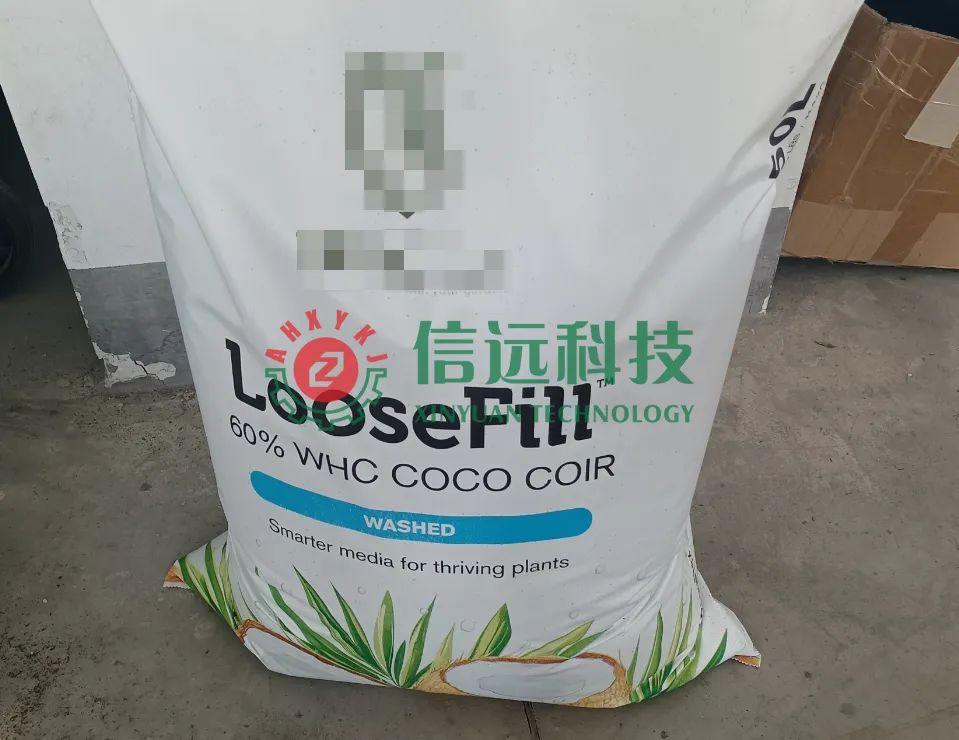 50L
AHXYKJ
信远科技
XINYUAN TECHNOLOGY
LooseFill™
60% WHC COCO COIR
WASHED
Smarter media for thriving plants